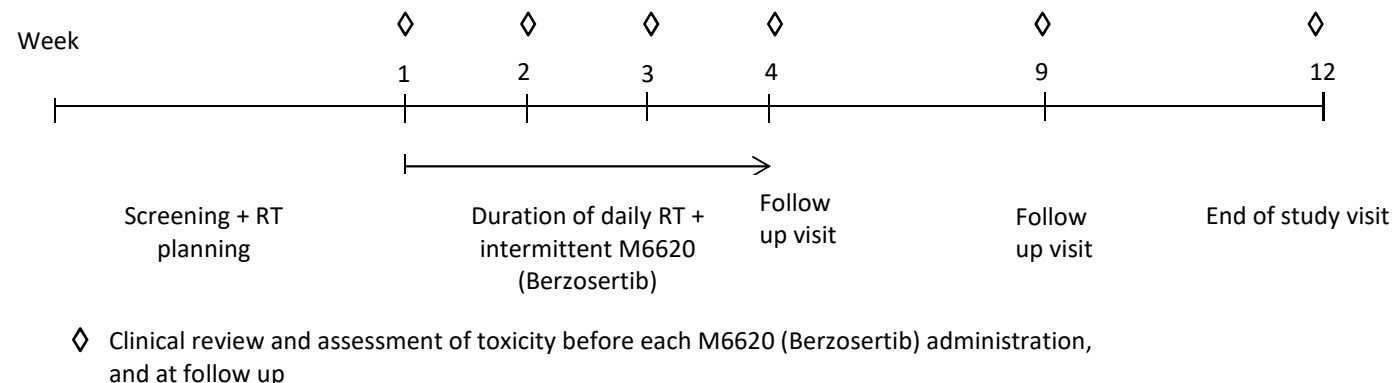 Week
1 2 3 4 9 12
Screening + RT
planning
Duration of daily RT +
intermittent M6620
(Berzosertib)
Follow
up visit
Follow
up visit
End of study visit
Clinical review and assessment of toxicity before each M6620 (Berzosertib) administration,
and at follow up